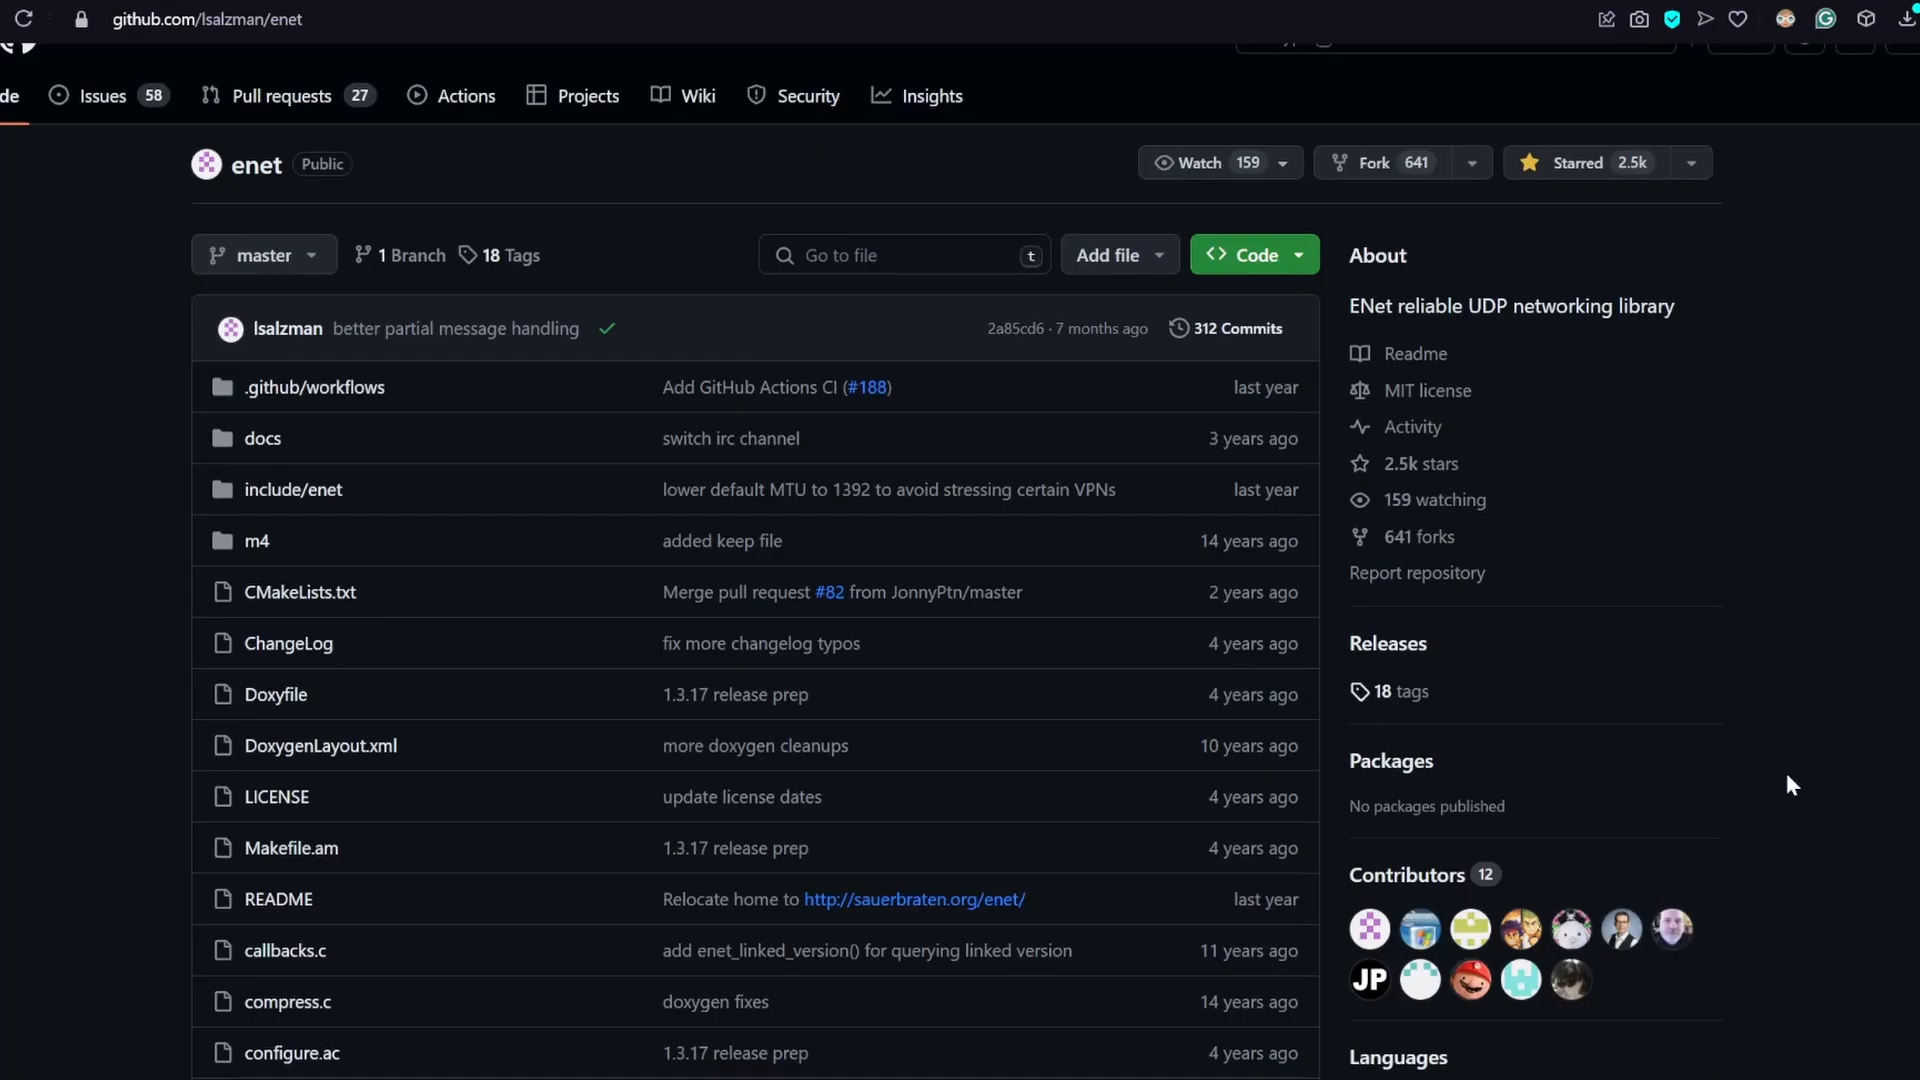 github.com/lsalzman/enet
de Issues 58 Pull requests 27 Actions Projects Wiki Security Insights
enet Public Watch 159 Fork 641 Starred 2.5k
master 1 Branch 18 Tags Go to file t Add file Code
lsalzman better partial message handling 2a85cd6 · 7 months ago 312 Commits
.github/workflows Add GitHub Actions CI (#188) last year
docs switch irc channel 3 years ago
include/enet lower default MTU to 1392 to avoid stressing certain VPNs last year
m4 added keep file 14 years ago
CMakeLists.txt Merge pull request #82 from JonnyPtn/master 2 years ago
ChangeLog fix more changelog typos 4 years ago
Doxyfile 1.3.17 release prep 4 years ago
DoxygenLayout.xml more doxygen cleanups 10 years ago
LICENSE update license dates 4 years ago
Makefile.am 1.3.17 release prep 4 years ago
README Relocate home to http://sauerbraten.org/enet/ last year
callbacks.c add enet_linked_version() for querying linked version 11 years ago
compress.c doxygen fixes 14 years ago
configure.ac 1.3.17 release prep 4 years ago
About
ENet reliable UDP networking library
Readme
MIT license
Activity
2.5k stars
159 watching
641 forks
Report repository
Releases
18 tags
Packages
No packages published
Contributors 12
JP
Languages